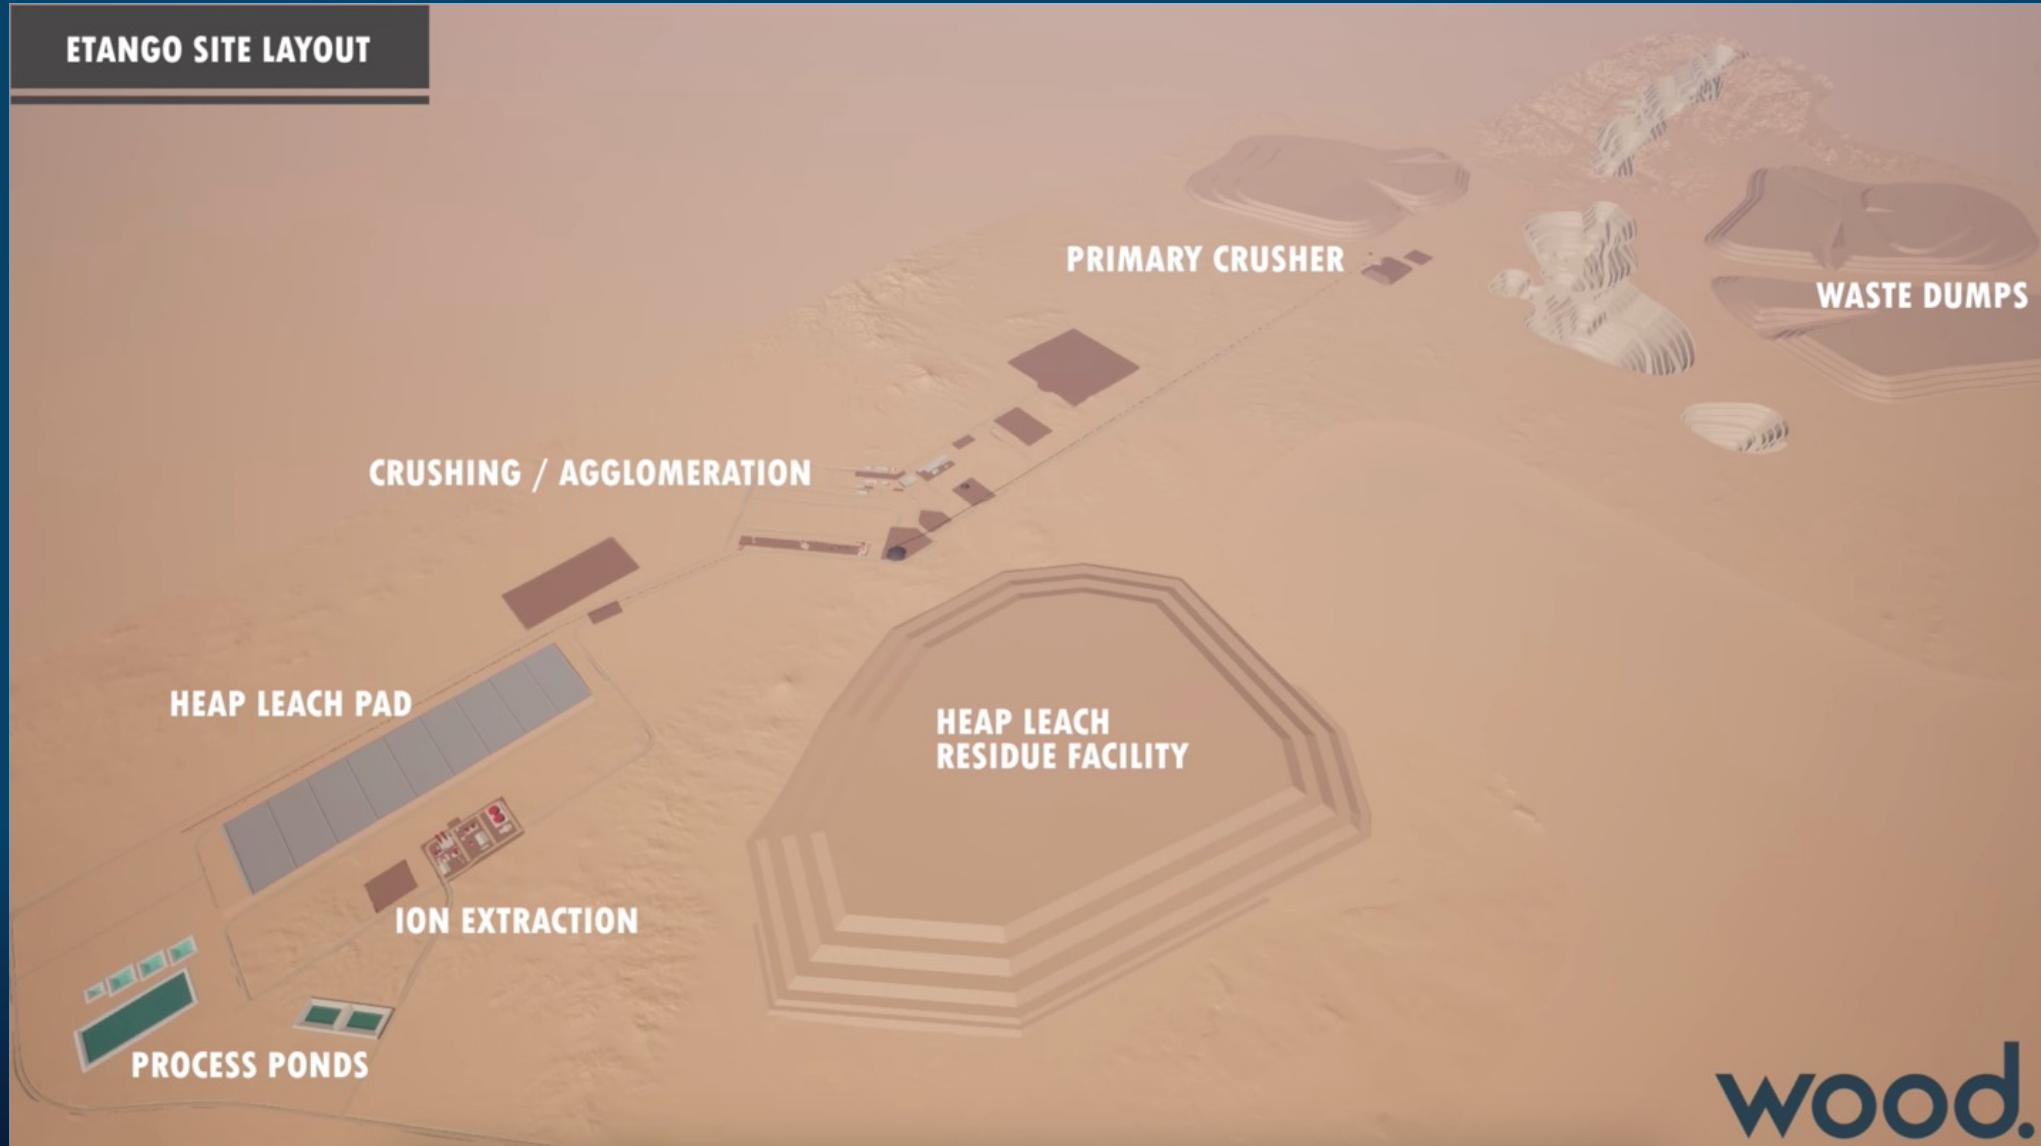 ETANGO SITE LAYOUT
PRIMARY CRUSHER
WASTE DUMPS
CRUSHING / AGGLOMERATION
HEAP LEACH PAD
HEAP LEACH
RESIDUE FACILITY
ION EXTRACTION
PROCESS PONDS
wood.